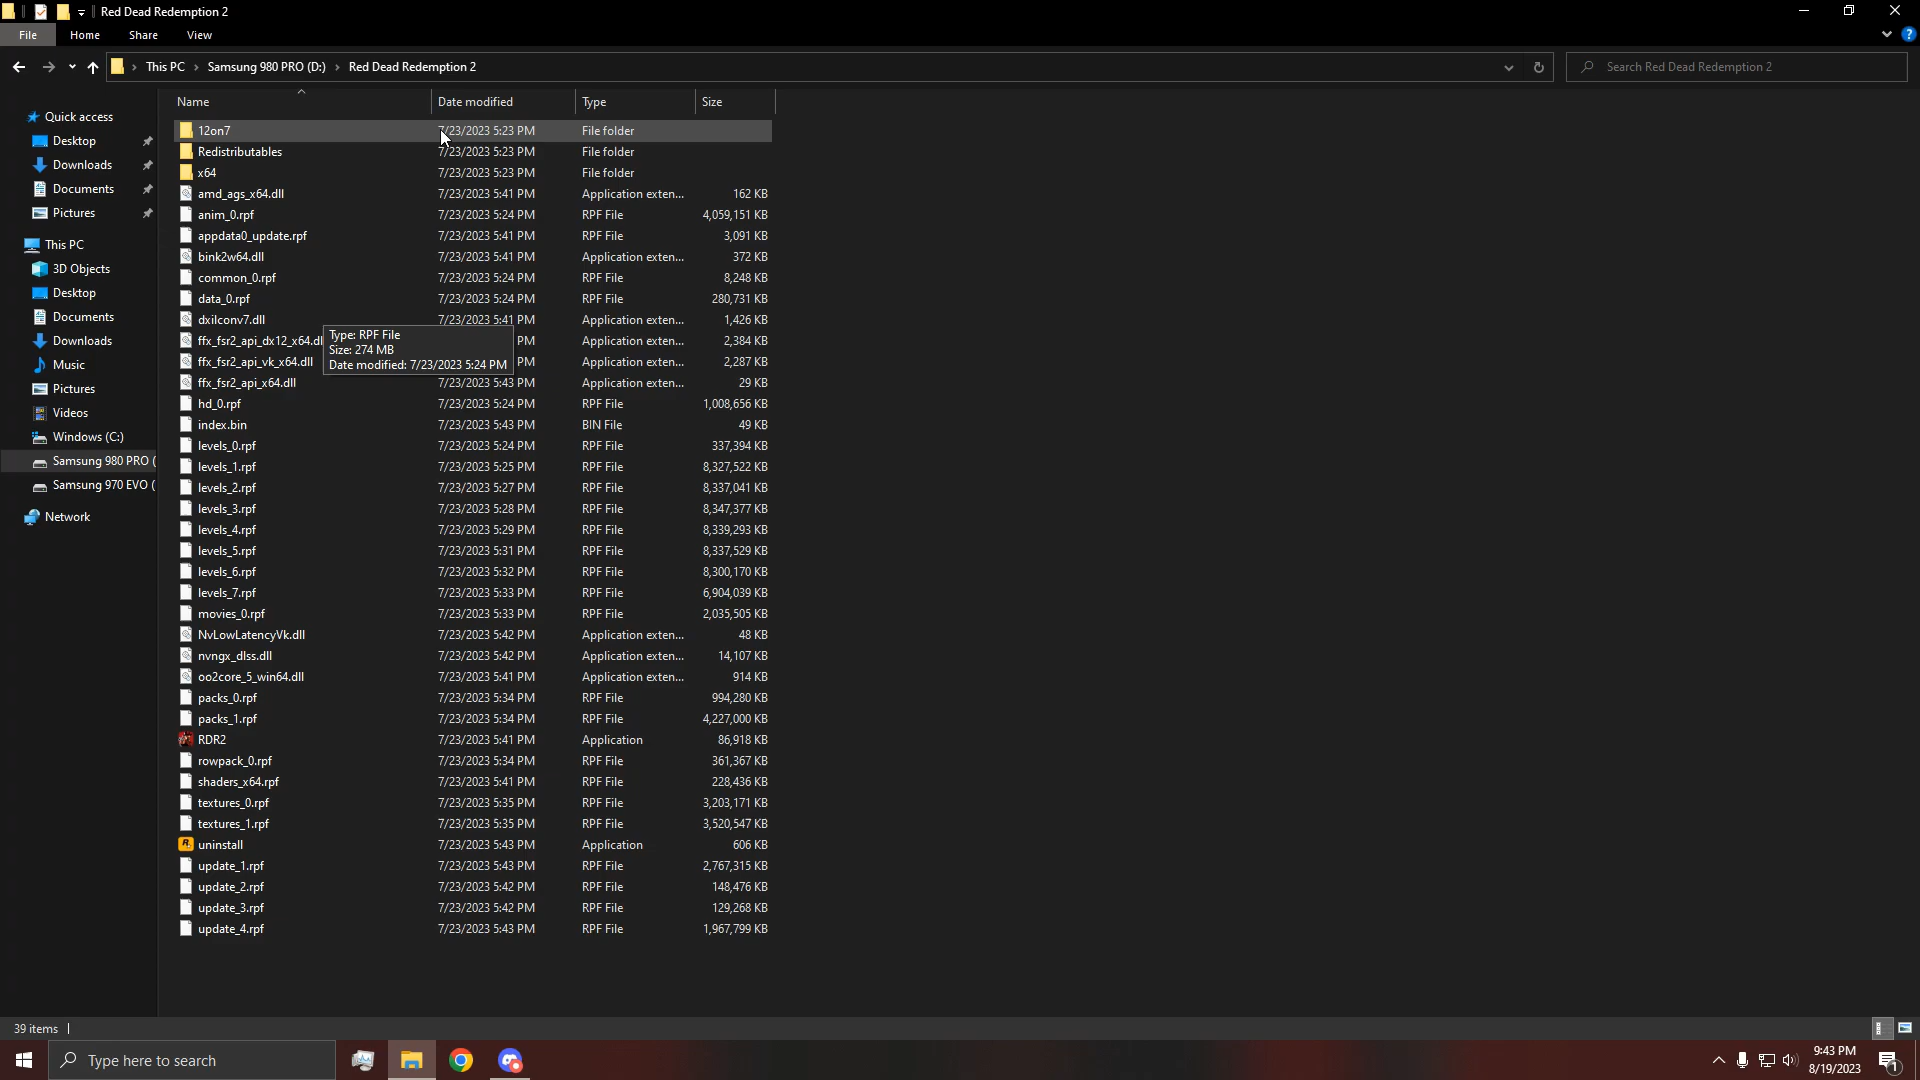 Red Dead Redemption 2
File Home Share View
This PC Samsung 980 PRO (D:) Red Dead Redemption 2
Search Red Dead Redemption 2
Name Date modified Type Size
Quick access
Desktop
Downloads
Documents
Pictures
This PC
3D Objects
Desktop
Documents
Downloads
Music
Pictures
Videos
Windows (C:)
Samsung 980 PRO (
Samsung 970 EVO (
Network
12on7 7/23/2023 5:23 PM File folder
Redistributables 7/23/2023 5:23 PM File folder
x64 7/23/2023 5:23 PM File folder
amd_ags_x64.dll 7/23/2023 5:41 PM Application exten... 162 KB
anim_0.rpf 7/23/2023 5:24 PM RPF File 4,059,151 KB
appdata0_update.rpf 7/23/2023 5:41 PM RPF File 3,091 KB
bink2w64.dll 7/23/2023 5:41 PM Application exten... 372 KB
common_0.rpf 7/23/2023 5:24 PM RPF File 8,248 KB
data_0.rpf 7/23/2023 5:24 PM RPF File 280,731 KB
dxilconv7.dll 7/23/2023 5:41 PM Application exten... 1,426 KB
ffx_fsr2_api_dx12_x64.dl PM Application exten... 2,384 KB
ffx_fsr2_api_vk_x64.dll PM Application exten... 2,287 KB
Type: RPF File
Size: 274 MB
Date modified: 7/23/2023 5:24 PM
ffx_fsr2_api_x64.dll 7/23/2023 5:43 PM Application exten... 29 KB
hd_0.rpf 7/23/2023 5:24 PM RPF File 1,008,656 KB
index.bin 7/23/2023 5:43 PM BIN File 49 KB
levels_0.rpf 7/23/2023 5:24 PM RPF File 337,394 KB
levels_1.rpf 7/23/2023 5:25 PM RPF File 8,327,522 KB
levels_2.rpf 7/23/2023 5:27 PM RPF File 8,337,041 KB
levels_3.rpf 7/23/2023 5:28 PM RPF File 8,347,377 KB
levels_4.rpf 7/23/2023 5:29 PM RPF File 8,339,293 KB
levels_5.rpf 7/23/2023 5:31 PM RPF File 8,337,529 KB
levels_6.rpf 7/23/2023 5:32 PM RPF File 8,300,170 KB
levels_7.rpf 7/23/2023 5:33 PM RPF File 6,904,039 KB
movies_0.rpf 7/23/2023 5:33 PM RPF File 2,035,505 KB
NvLowLatencyVk.dll 7/23/2023 5:42 PM Application exten... 48 KB
nvngx_dlss.dll 7/23/2023 5:42 PM Application exten... 14,107 KB
oo2core_5_win64.dll 7/23/2023 5:41 PM Application exten... 914 KB
packs_0.rpf 7/23/2023 5:34 PM RPF File 994,280 KB
packs_1.rpf 7/23/2023 5:34 PM RPF File 4,227,000 KB
RDR2 7/23/2023 5:41 PM Application 86,918 KB
rowpack_0.rpf 7/23/2023 5:34 PM RPF File 361,367 KB
shaders_x64.rpf 7/23/2023 5:41 PM RPF File 228,436 KB
textures_0.rpf 7/23/2023 5:35 PM RPF File 3,203,171 KB
textures_1.rpf 7/23/2023 5:35 PM RPF File 3,520,547 KB
uninstall 7/23/2023 5:43 PM Application 606 KB
update_1.rpf 7/23/2023 5:43 PM RPF File 2,767,315 KB
update_2.rpf 7/23/2023 5:42 PM RPF File 148,476 KB
update_3.rpf 7/23/2023 5:42 PM RPF File 129,268 KB
update_4.rpf 7/23/2023 5:43 PM RPF File 1,967,799 KB
39 items
Type here to search
9:43 PM
8/19/2023
1